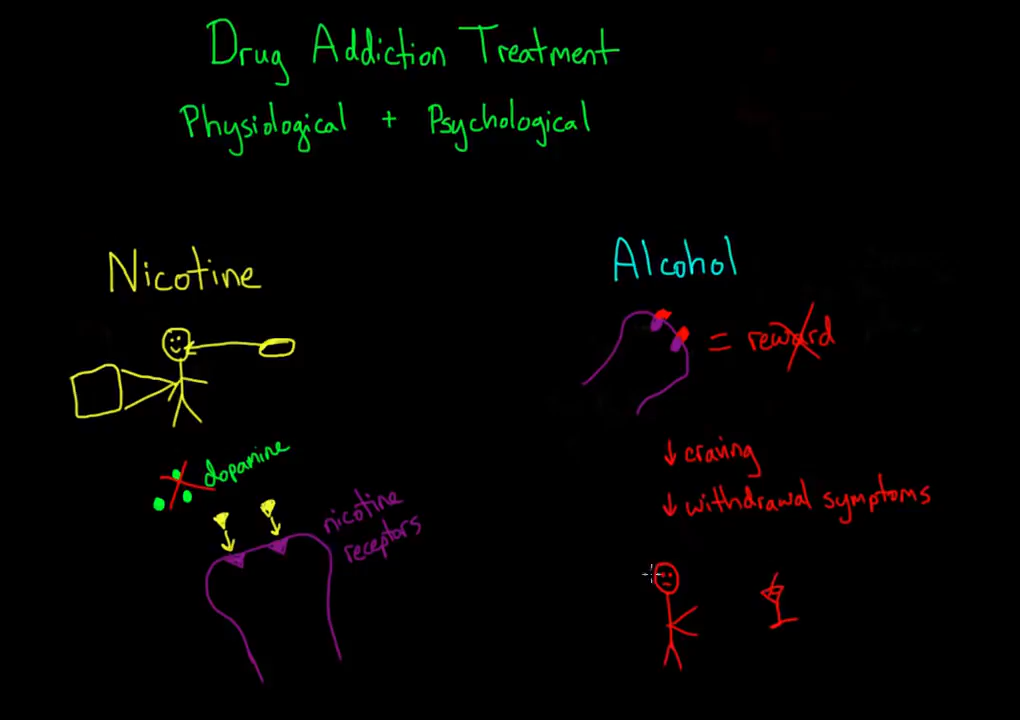 Drug Addiction Treatment
Physiological + Psychological
Nicotine
Alcohol
= reward
dopamine
nicotine
receptors
↓ craving
↓ withdrawal symptoms